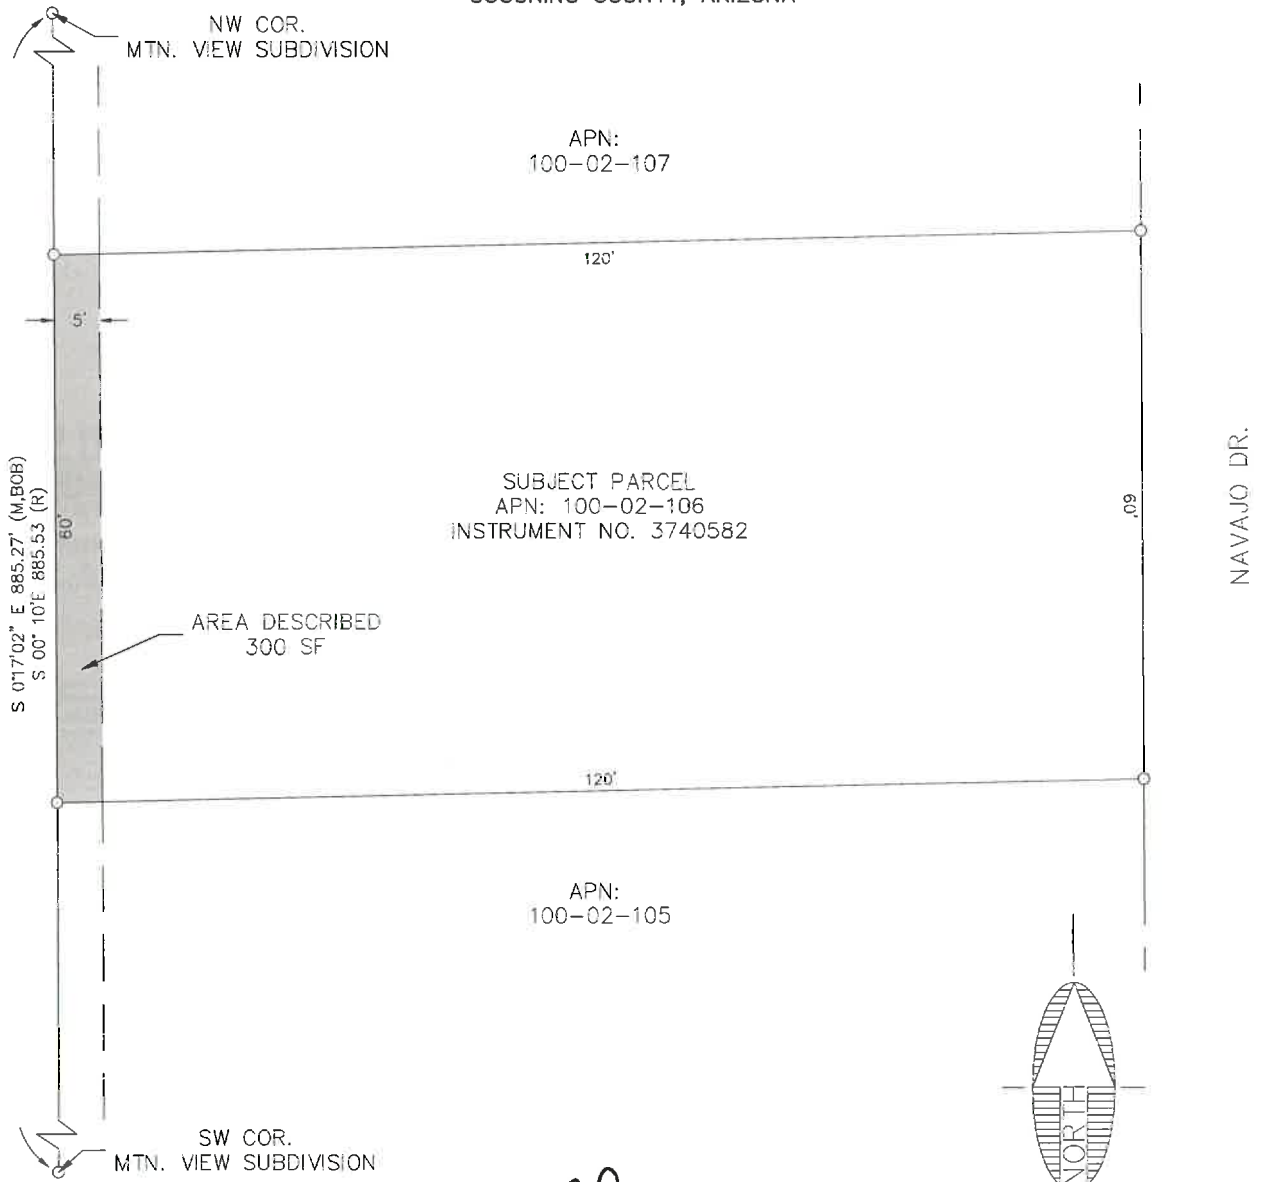 NW COR.
MTN. VIEW SUBDIVISION
APN:
100-02-107
120'
5'
S 0°17'02" E 885.27' (M,BOB)
S 00° 10'E 885.53 (R)
60'
SUBJECT PARCEL
APN: 100-02-106
INSTRUMENT NO. 3740582
60'
NAVAJO DR.
AREA DESCRIBED
300 SF
120'
APN:
100-02-105
SW COR.
MTN. VIEW SUBDIVISION
NORTH